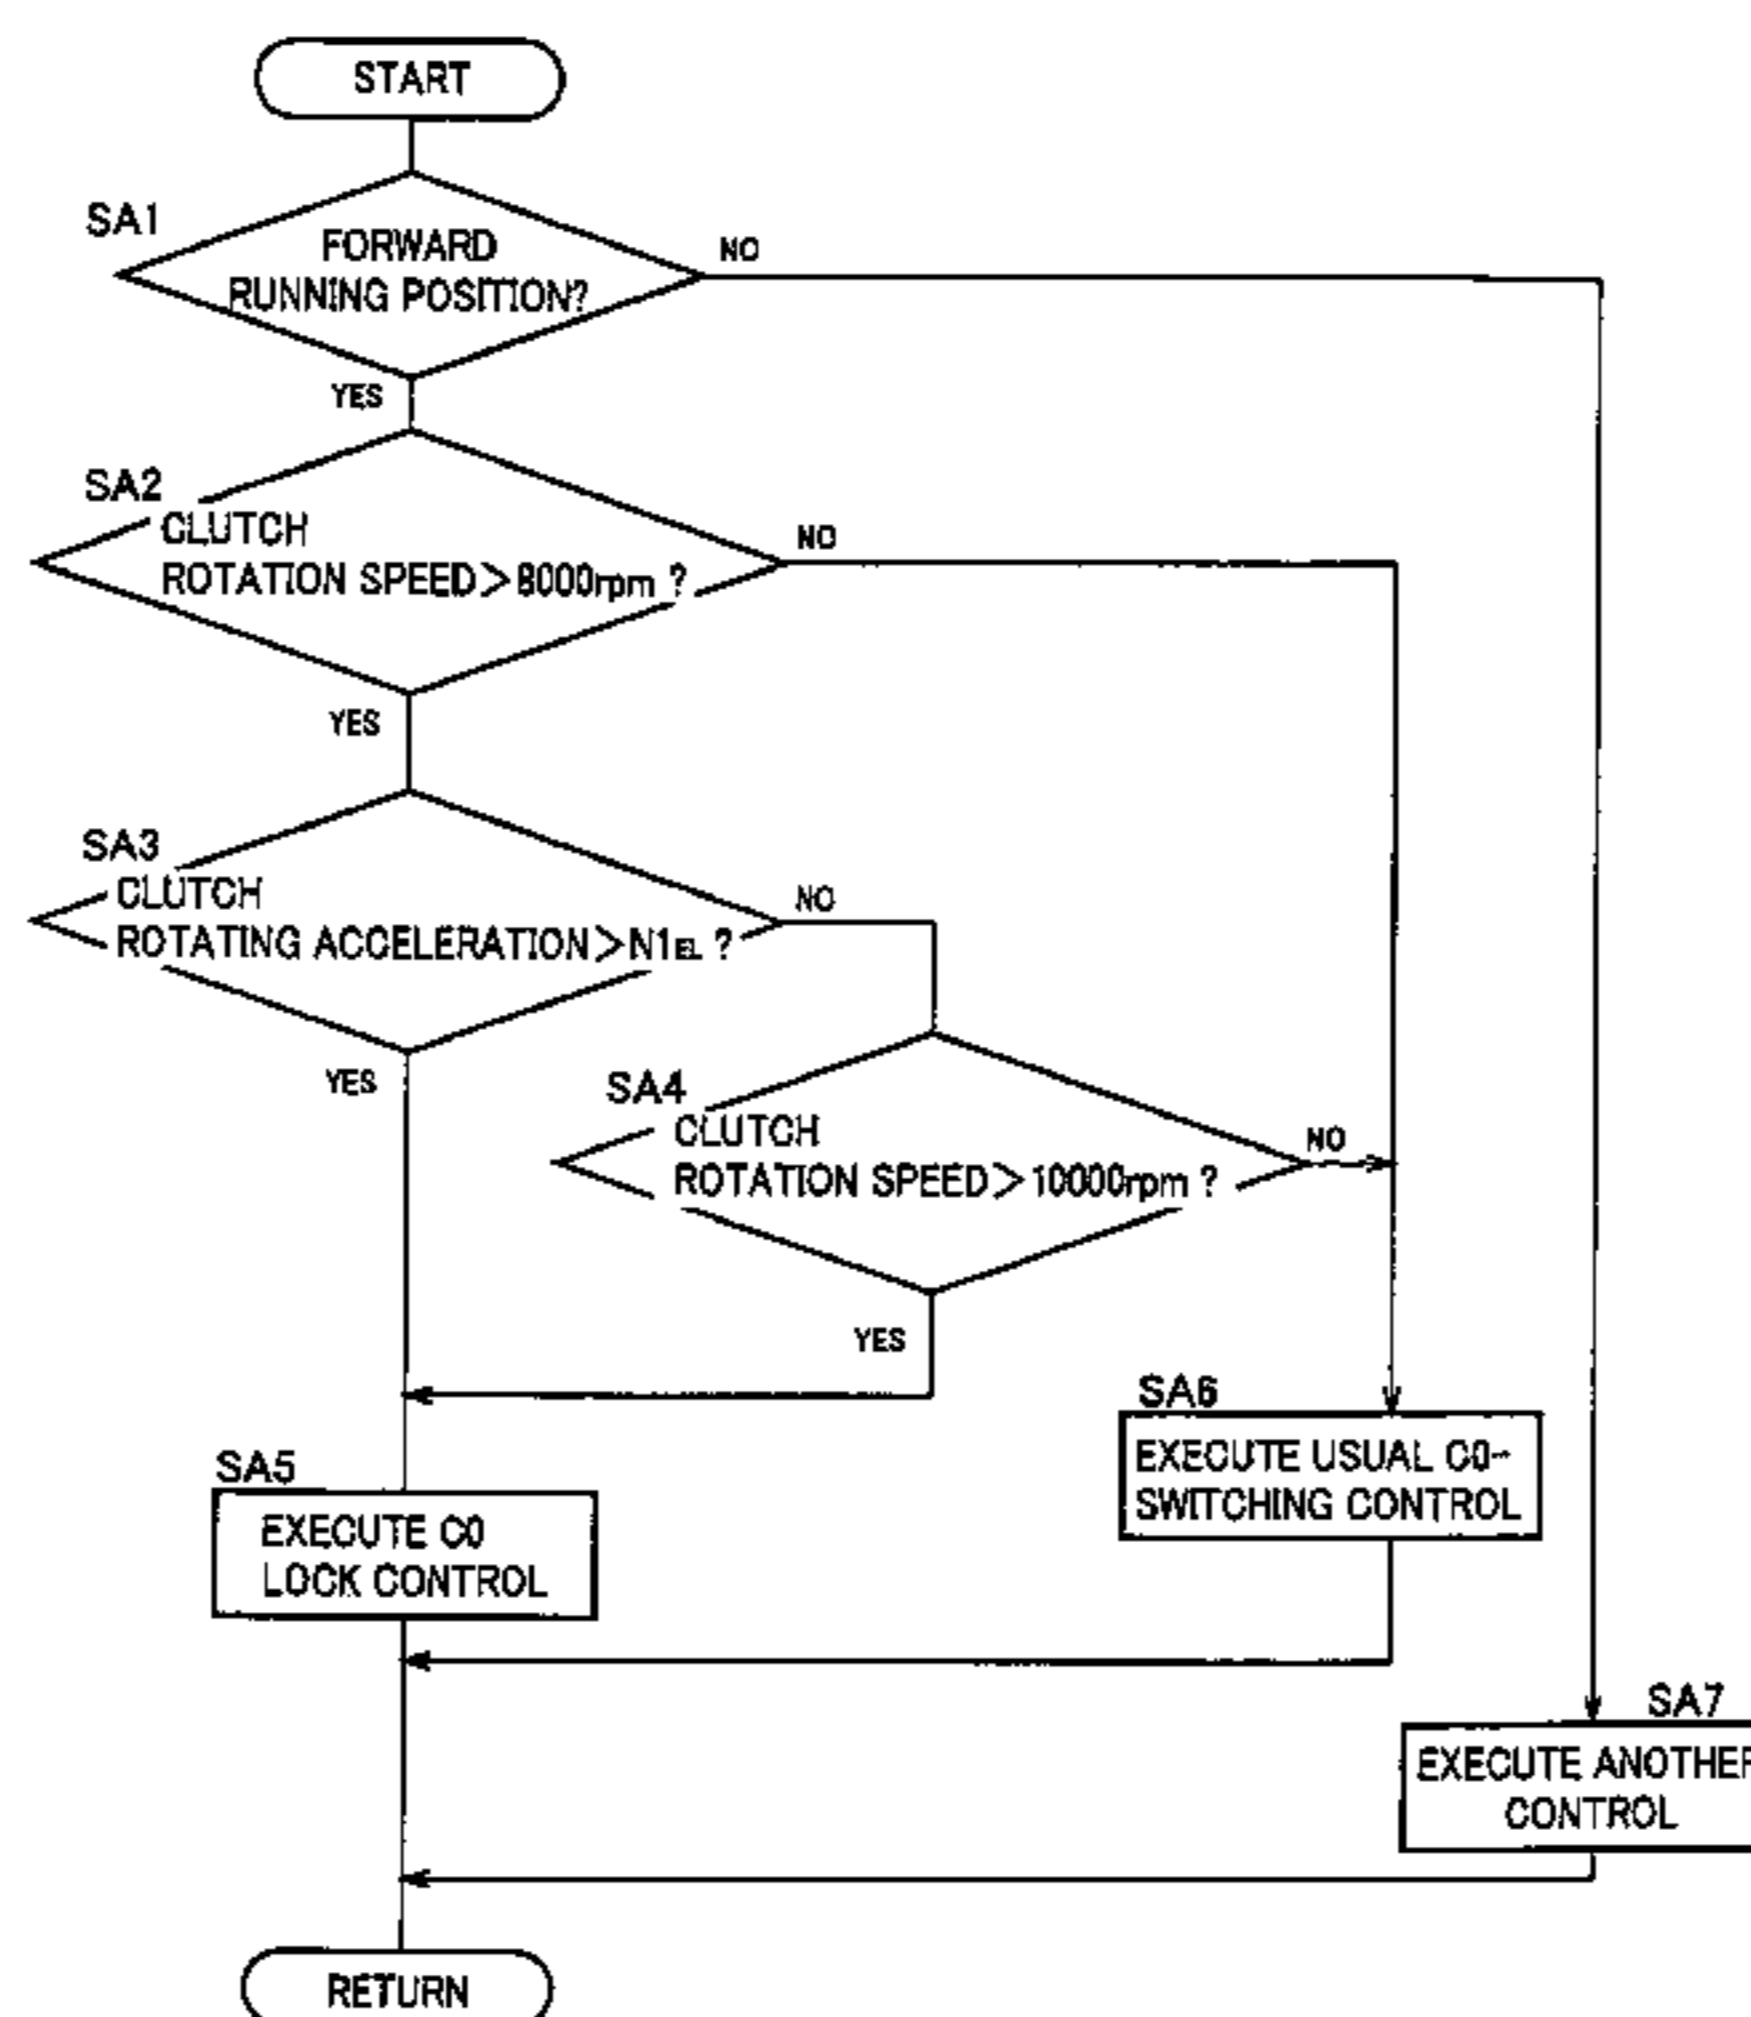 START
SA1
FORWARD
RUNNING POSITION?
NO
YES
SA2
CLUTCH
ROTATION SPEED>8000rpm ?
NO
YES
SA3
CLUTCH
ROTATING ACCELERATION>N1EL ?
NO
YES
SA4
CLUTCH
ROTATION SPEED>10000rpm ?
NO
YES
SA6
EXECUTE USUAL C0-
SWITCHING CONTROL
SA5
EXECUTE C0
LOCK CONTROL
SA7
EXECUTE ANOTHER
CONTROL
RETURN